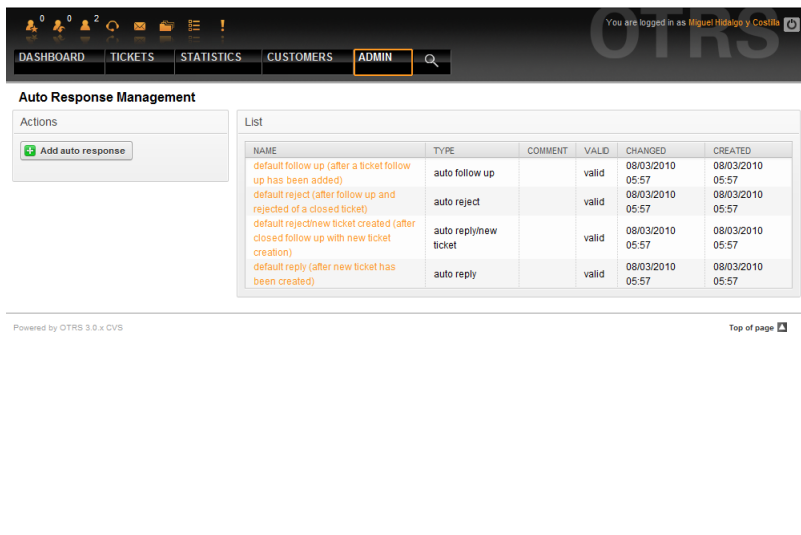 0 0 2
You are logged in as Miguel Hidalgo y Costilla
OTRS
DASHBOARD TICKETS STATISTICS CUSTOMERS ADMIN
Auto Response Management
Actions
Add auto response
List
NAME TYPE COMMENT VALID CHANGED CREATED
default follow up (after a ticket follow
up has been added)
auto follow up
valid
08/03/2010
05:57
08/03/2010
05:57
default reject (after follow up and
rejected of a closed ticket)
auto reject
valid
08/03/2010
05:57
08/03/2010
05:57
default reject/new ticket created (after
closed follow up with new ticket
creation)
auto reply/new
ticket
valid
08/03/2010
05:57
08/03/2010
05:57
default reply (after new ticket has
been created)
auto reply
valid
08/03/2010
05:57
08/03/2010
05:57
Powered by OTRS 3.0.x CVS
Top of page